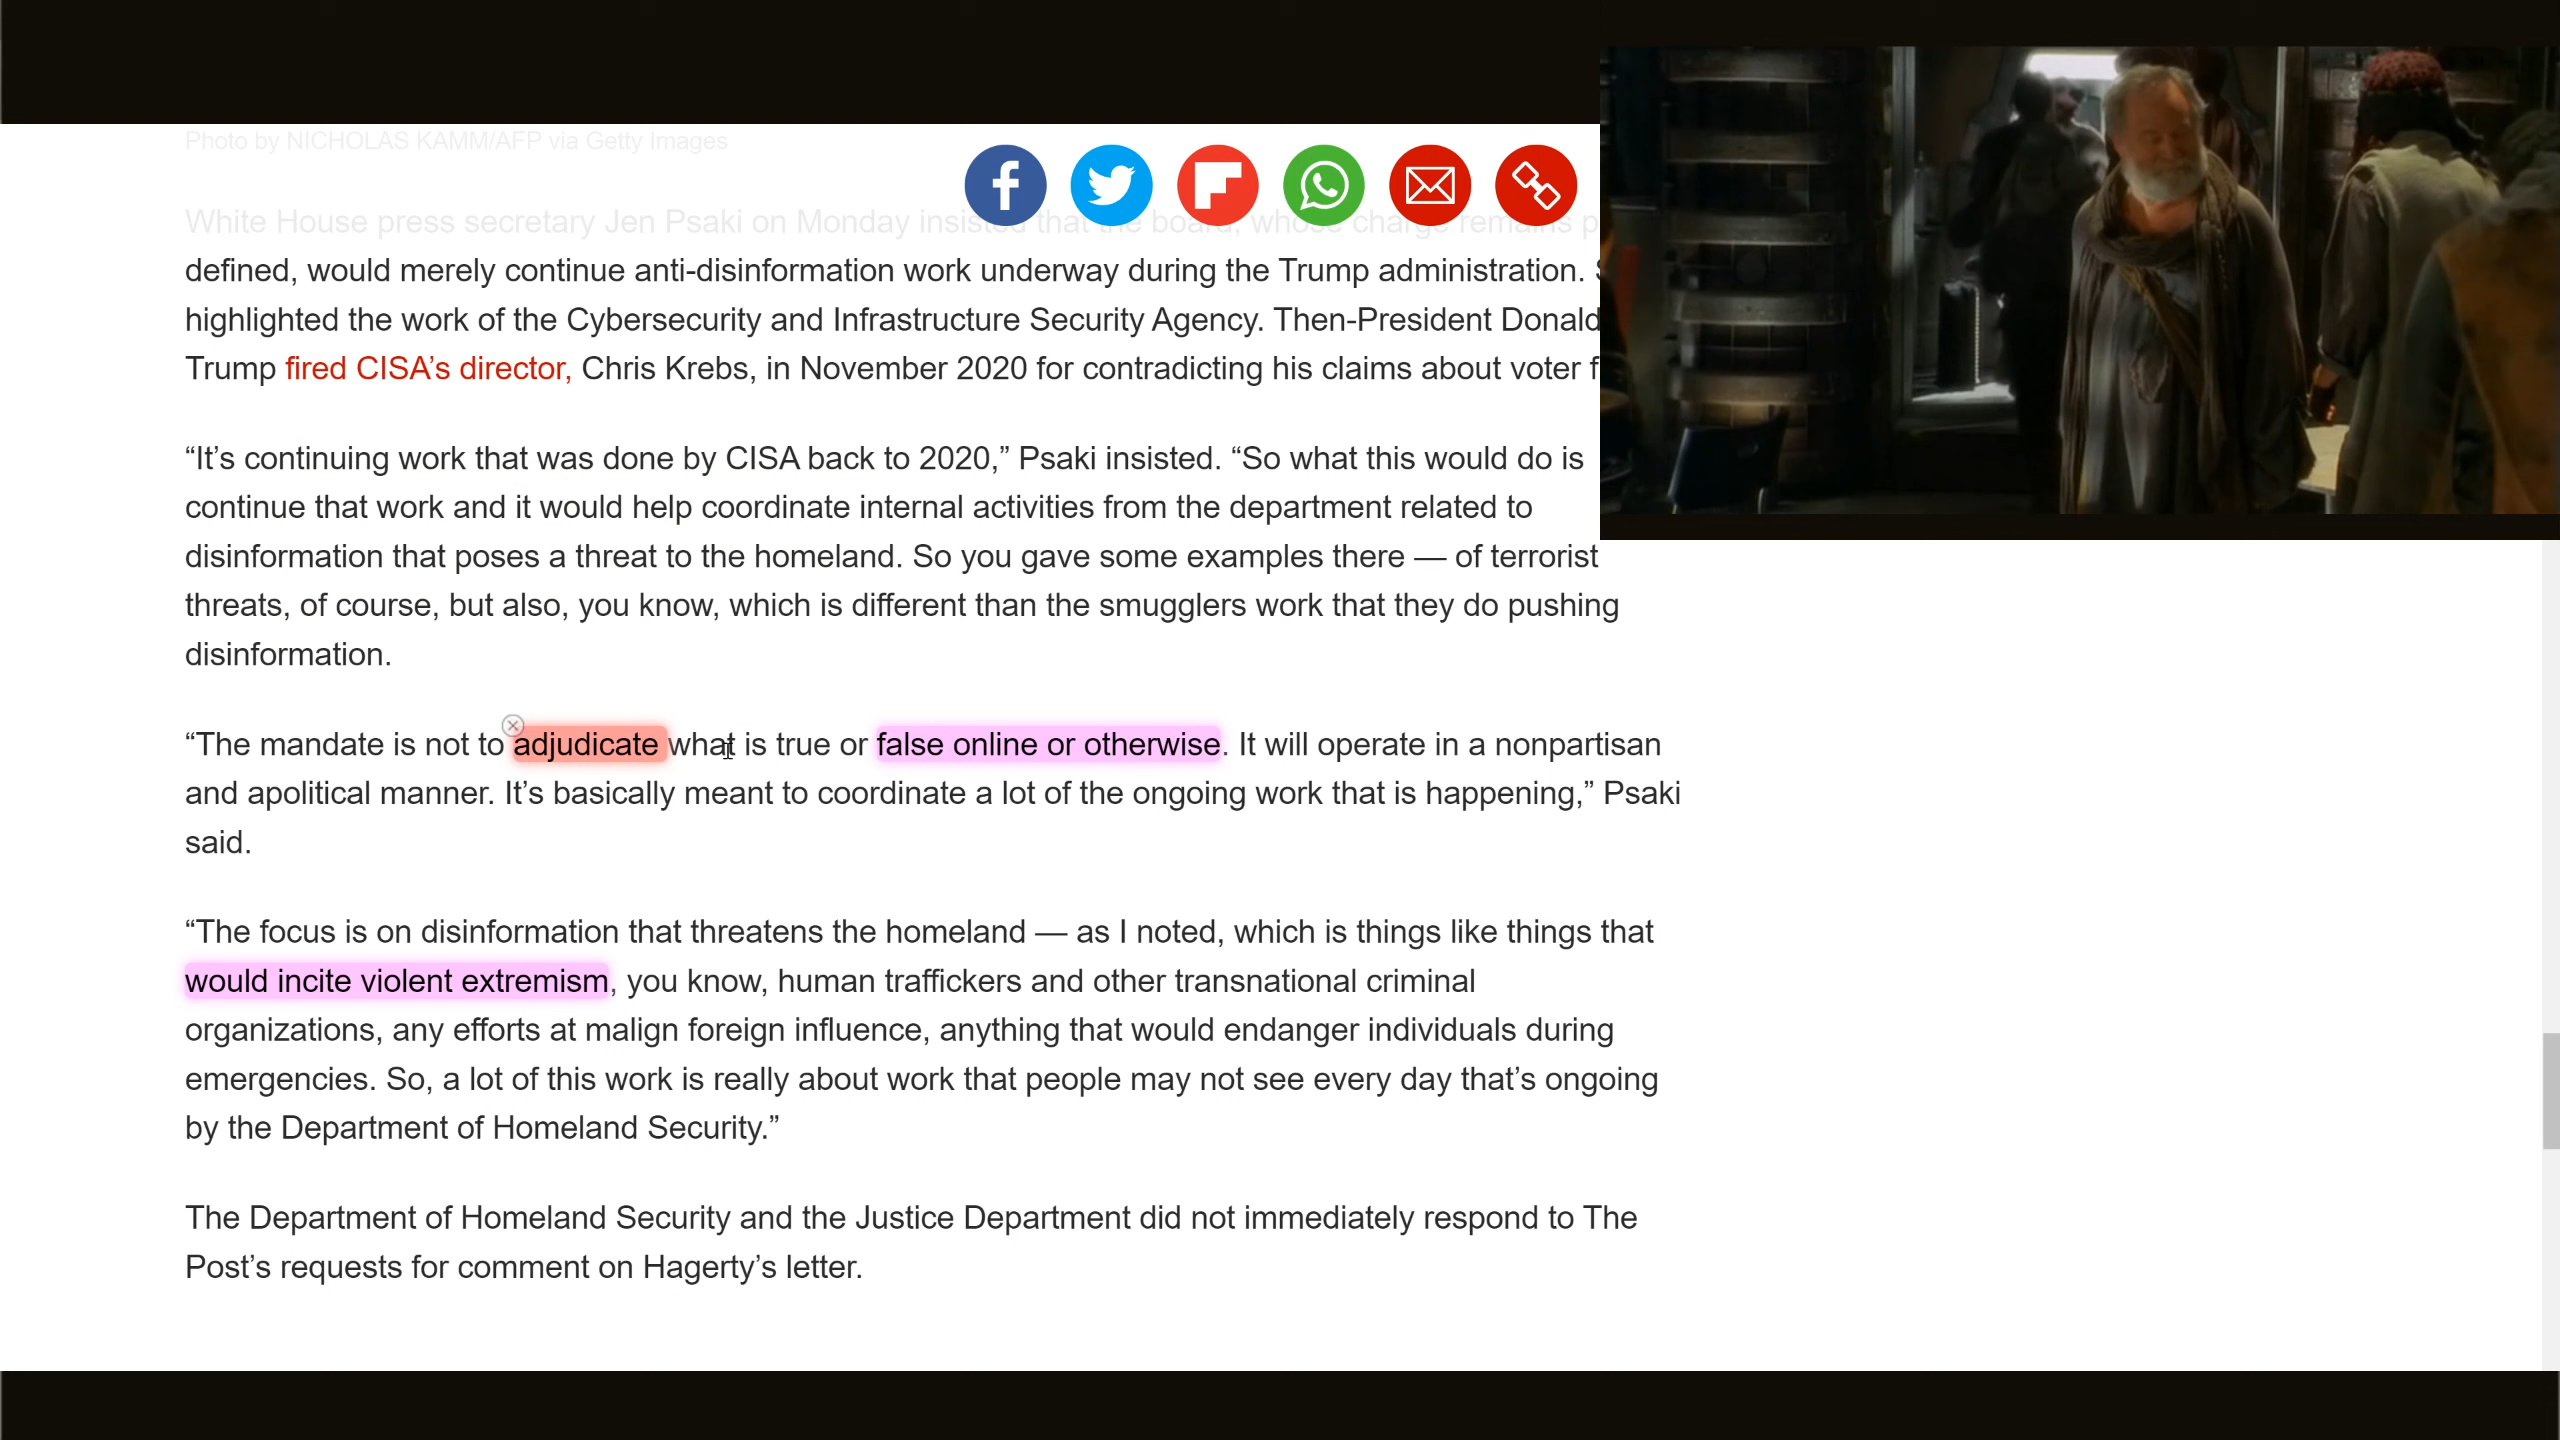 Photo by NICHOLAS KAMM/AFP via Getty Images
White House press secretary Jen Psaki on Monday insisted that the board, whose charge remains
defined, would merely continue anti-disinformation work underway during the Trump administration.
highlighted the work of the Cybersecurity and Infrastructure Security Agency. Then-President Donald
Trump fired CISA’s director, Chris Krebs, in November 2020 for contradicting his claims about voter
“It’s continuing work that was done by CISA back to 2020,” Psaki insisted. “So what this would do is
continue that work and it would help coordinate internal activities from the department related to
disinformation that poses a threat to the homeland. So you gave some examples there — of terrorist
threats, of course, but also, you know, which is different than the smugglers work that they do pushing
disinformation.
“The mandate is not to adjudicate what is true or false online or otherwise. It will operate in a nonpartisan
and apolitical manner. It’s basically meant to coordinate a lot of the ongoing work that is happening,” Psaki
said.
“The focus is on disinformation that threatens the homeland — as I noted, which is things like things that
would incite violent extremism, you know, human traffickers and other transnational criminal
organizations, any efforts at malign foreign influence, anything that would endanger individuals during
emergencies. So, a lot of this work is really about work that people may not see every day that’s ongoing
by the Department of Homeland Security.”
The Department of Homeland Security and the Justice Department did not immediately respond to The
Post’s requests for comment on Hagerty’s letter.